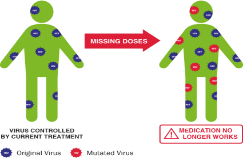 MISSING DOSES
VIRUS CONTROLLED
BY CURRENT TREATMENT
MEDICATION NO
LONGER WORKS
Original Virus
Mutated Virus